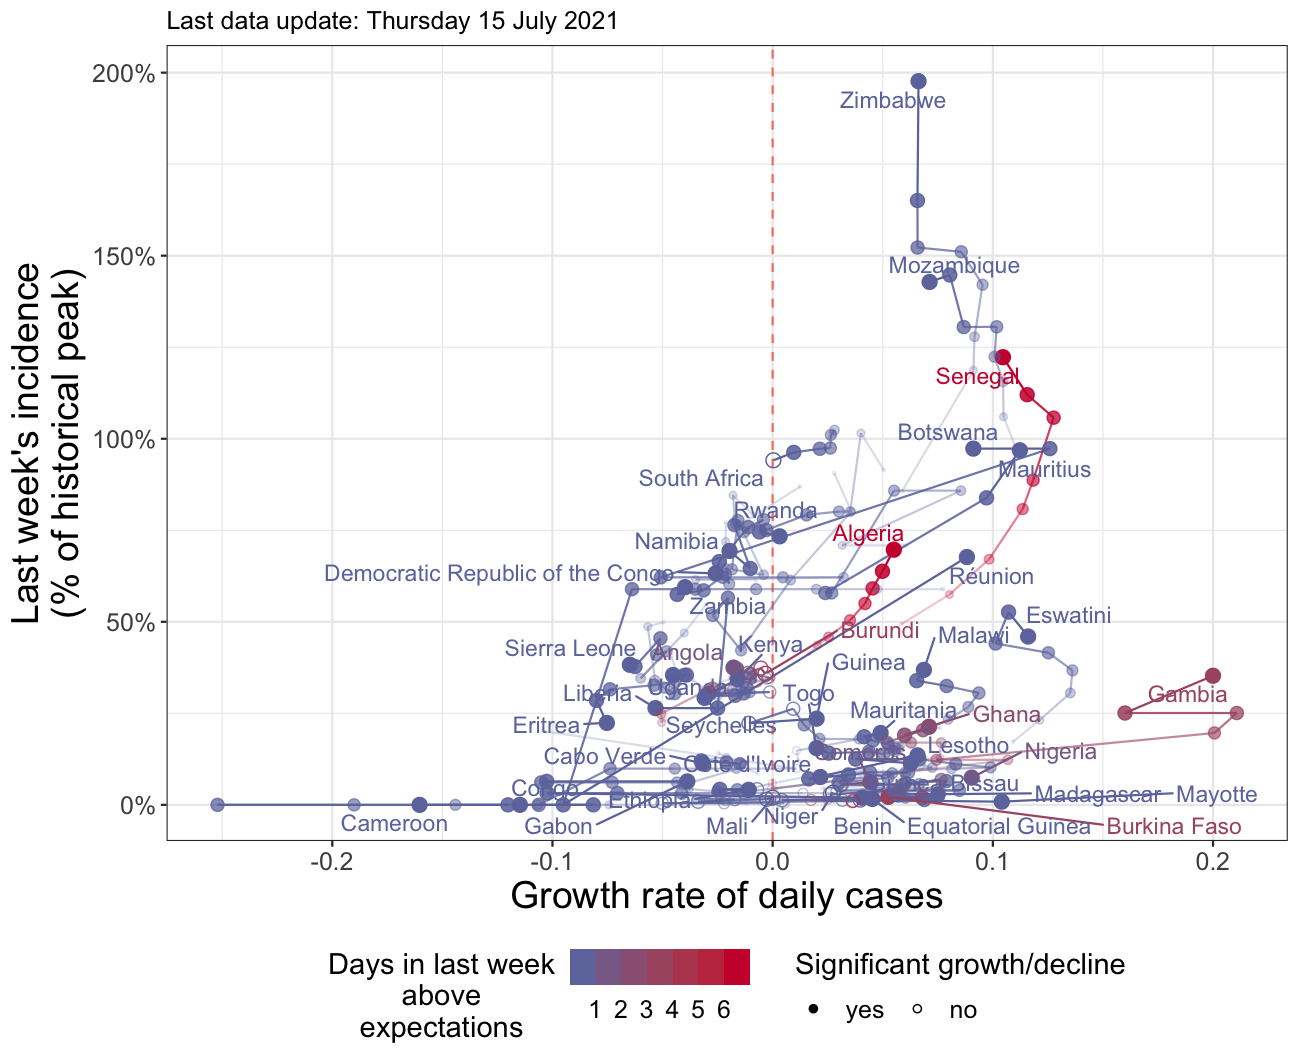 Last data update: Thursday 15 July 2021
200%
150%
100%
50%
0%
Last week's incidence
(% of historical peak)
Zimbabwe
Mozambique
Senegal
Botswana
Mauritius
South Africa
Rwanda
Algeria
Namibia
Democratic Republic of the Congo
Réunion
Zambia
Eswatini
Burundi
Malawi
Sierra Leone
Angola
Kenya
Guinea
Liberia
Uganda
Togo
Gambia
Mauritania
Ghana
Eritrea
Seychelles
Lesotho
Nigeria
Cabo Verde
Côte d'Ivoire
Comoros
Congo
Bissau
Ethiopia
Madagascar
Mayotte
Cameroon
Gabon
Mali
Niger
Benin
Equatorial Guinea
Burkina Faso
-0.2
-0.1
0.0
0.1
0.2
Growth rate of daily cases
Days in last week
above
expectations
1 2 3 4 5 6
Significant growth/decline
yes
no